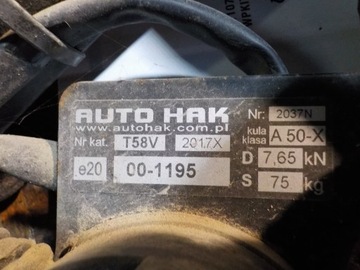 AUTO HAK
www.autohak.com.pl
Nr kat. T58V 2017X
e20 00-1195
Nr: 2037N
kula klasa A 50-X
D 7,65 kN
S 75 kg